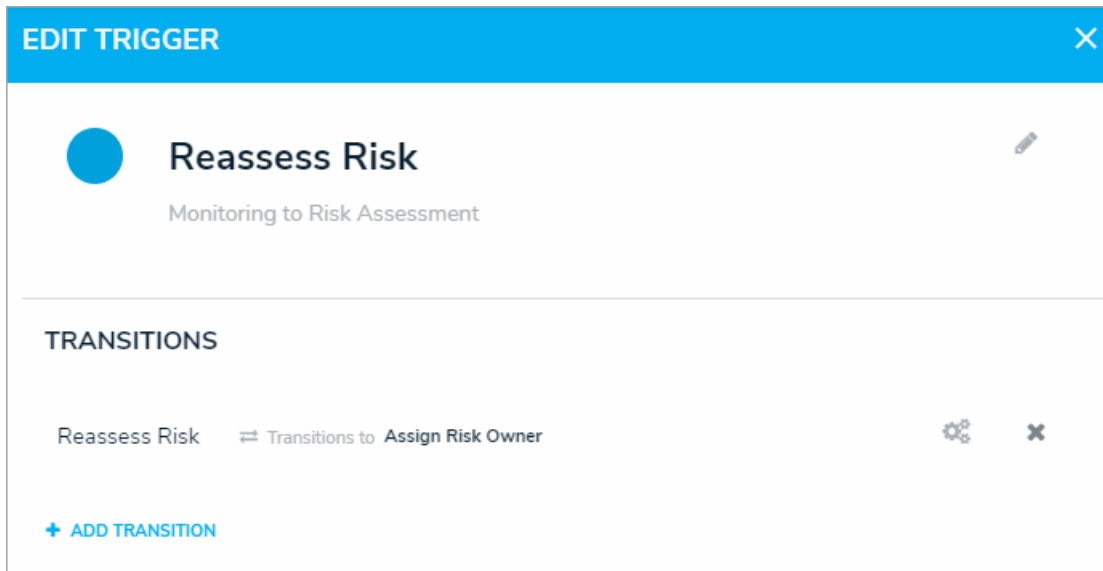 EDIT TRIGGER
Reassess Risk
Monitoring to Risk Assessment
TRANSITIONS
Reassess Risk Transitions to Assign Risk Owner
+ ADD TRANSITION